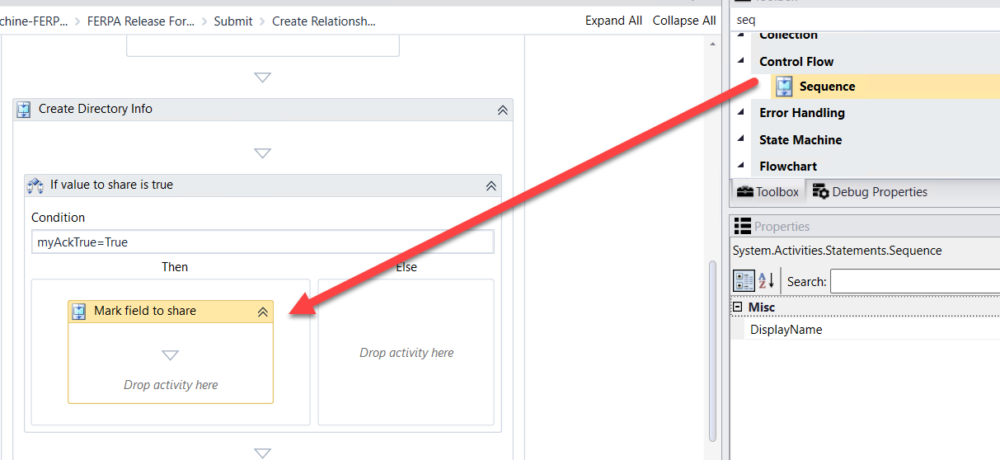 chine-FERP... > FERPA Release For... > Submit > Create Relationsh...
Expand All Collapse All
Create Directory Info
If value to share is true
Condition
myAckTrue=True
Then
Else
Mark field to share
Drop activity here
Drop activity here
seq
Collection
Control Flow
Sequence
Error Handling
State Machine
Flowchart
Toolbox
Debug Properties
Properties
System.Activities.Statements.Sequence
Search:
Misc
DisplayName